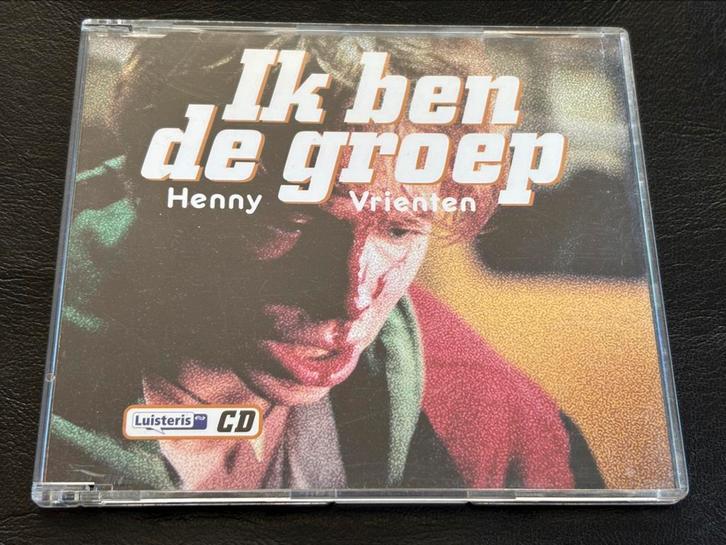 Ik ben
de groep
Henny Vrienten
Luisteris CD